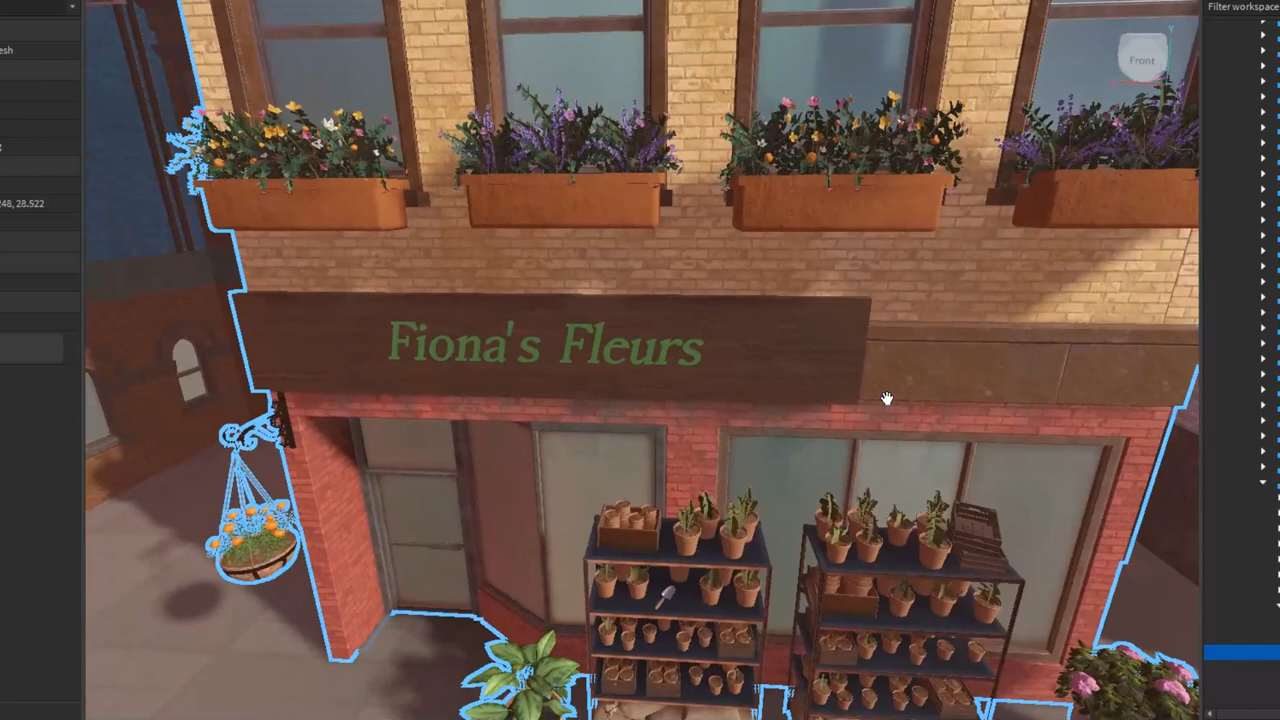 Filter workspace
esh
Y
Front
248, 28.522
Fiona's Fleurs